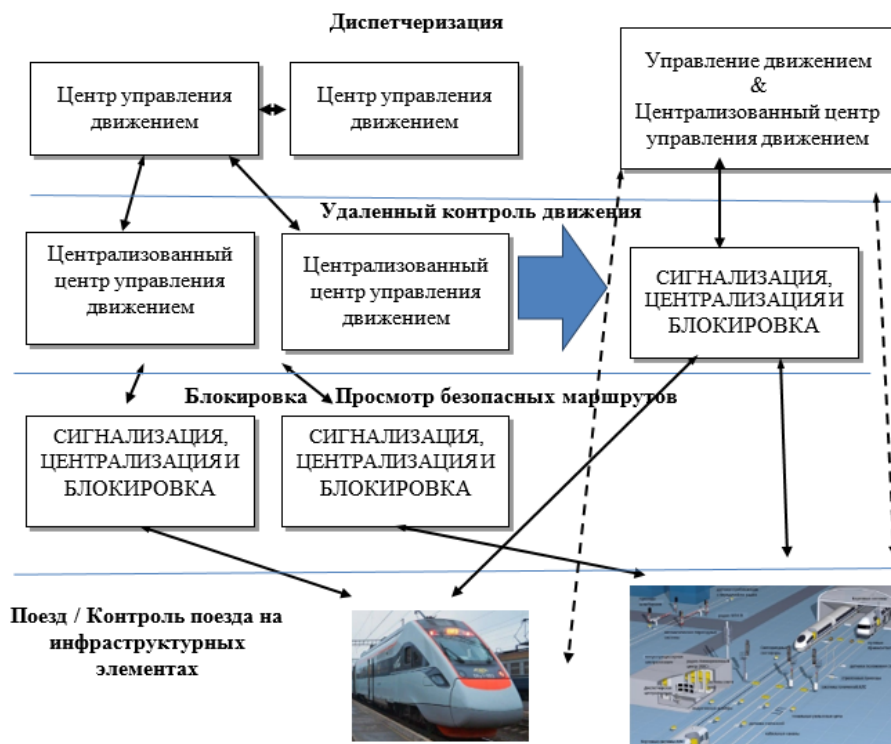 Диспетчеризация
Центр управления
движением
Центр управления
движением
Управление движением
&
Централизованный центр
управления движением
Удаленный контроль движения
Централизованный
центр управления
движением
Централизованный
центр управления
движением
СИГНАЛИЗАЦИЯ,
ЦЕНТРАЛИЗАЦИЯ И
БЛОКИРОВКА
Блокировка Просмотр безопасных маршрутов
СИГНАЛИЗАЦИЯ,
ЦЕНТРАЛИЗАЦИЯ И
БЛОКИРОВКА
СИГНАЛИЗАЦИЯ,
ЦЕНТРАЛИЗАЦИЯ И
БЛОКИРОВКА
Поезд / Контроль поезда на
инфраструктурных
элементах